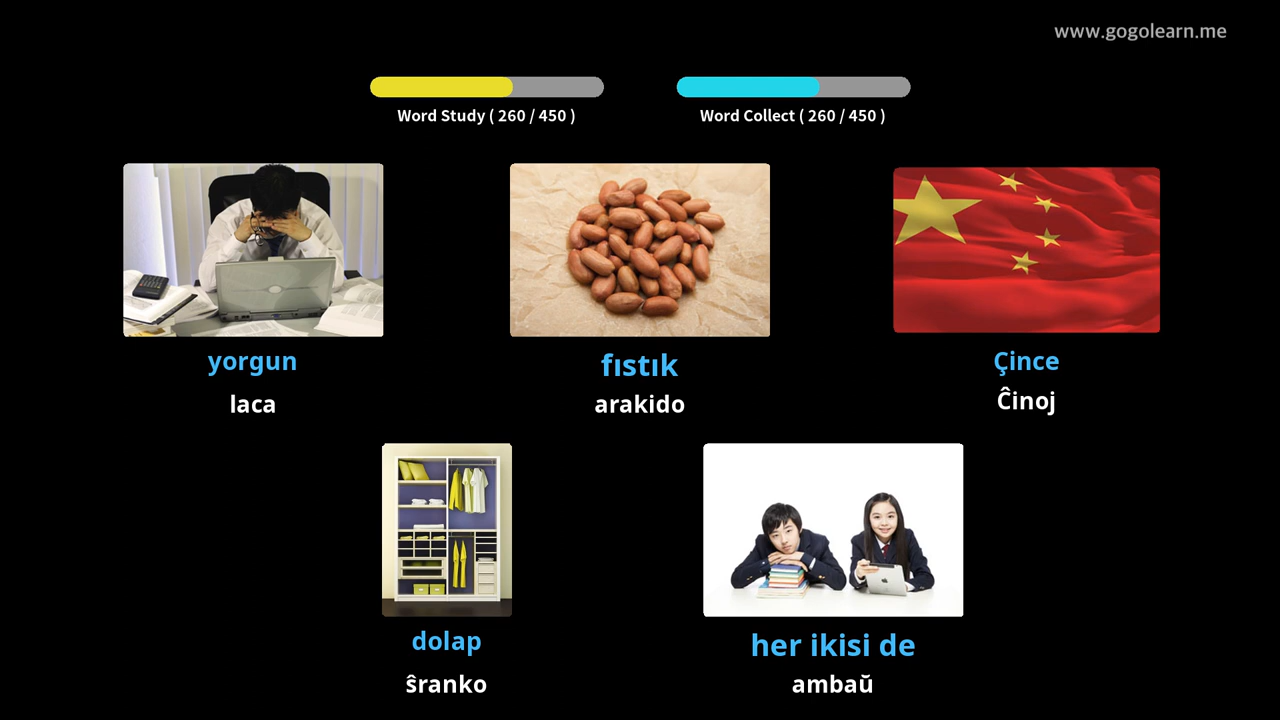 www.gogolearn.me
Word Study ( 260 / 450 )
Word Collect ( 260 / 450 )
yorgun
laca
fıstık
arakido
Çince
Ĉinoj
dolap
ŝranko
her ikisi de
ambaŭ